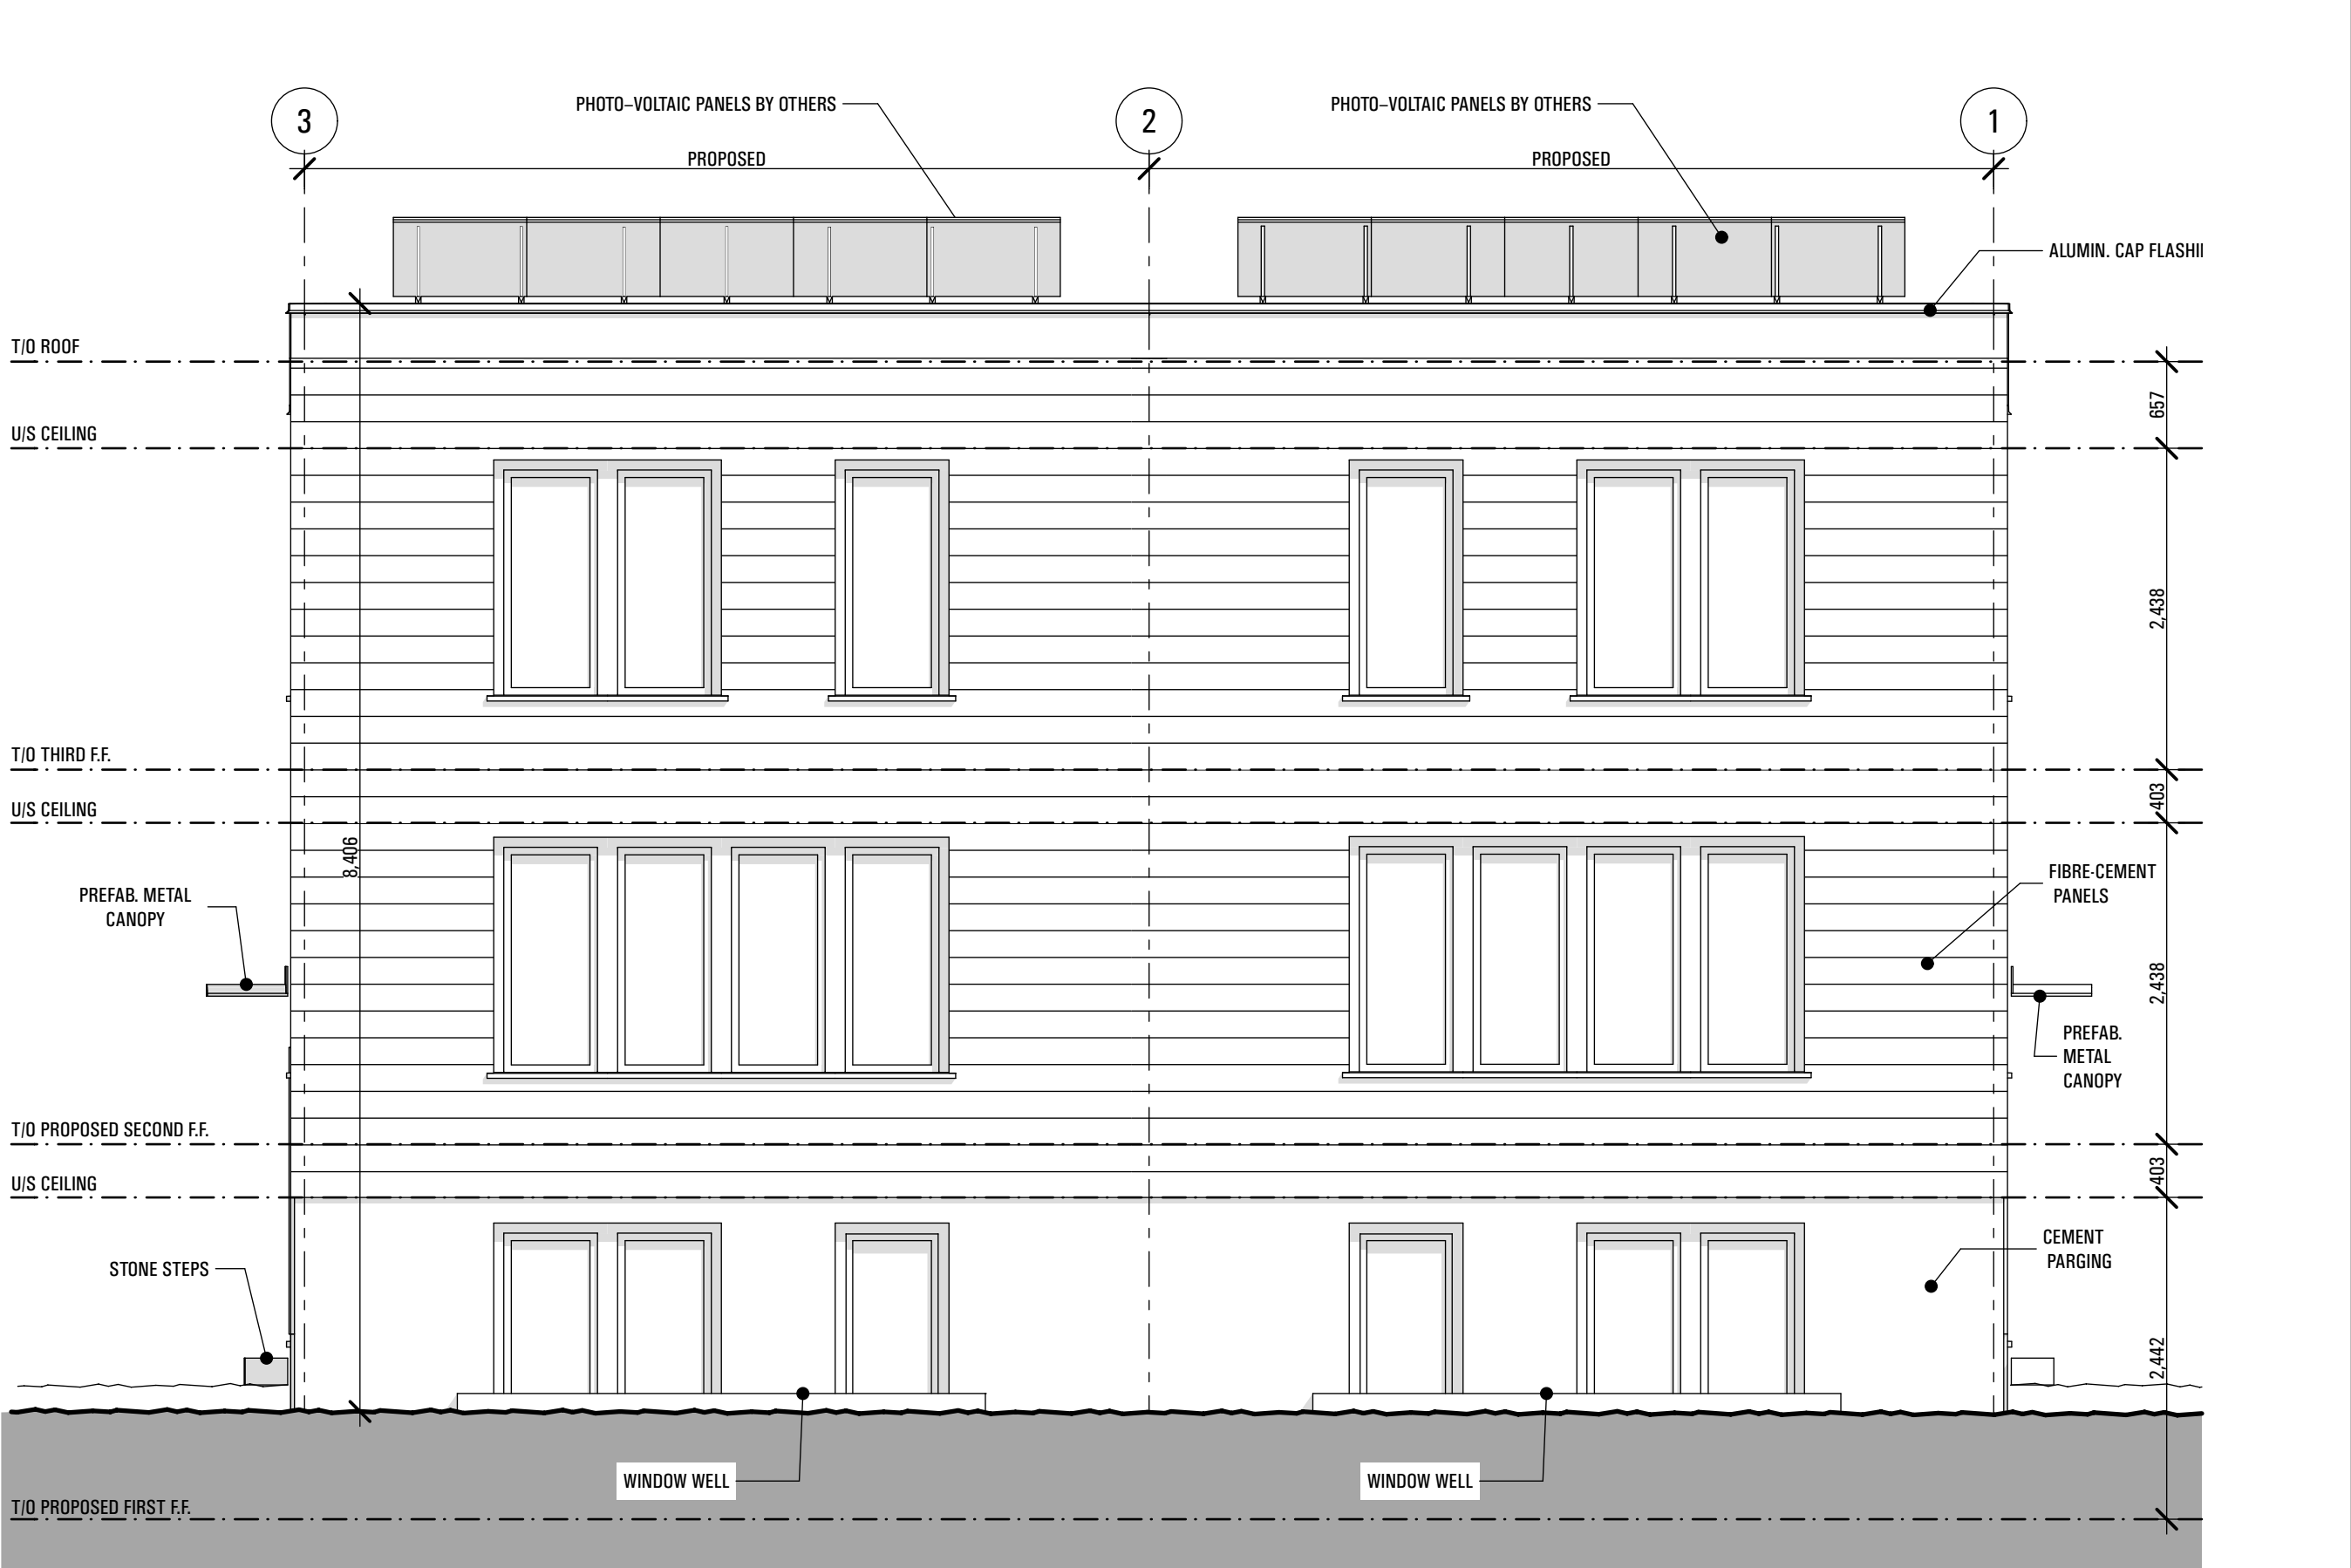 3
PHOTO–VOLTAIC PANELS BY OTHERS
2
PHOTO–VOLTAIC PANELS BY OTHERS
1
PROPOSED
PROPOSED
ALUMIN. CAP FLASHII
T/O ROOF
657
U/S CEILING
2,438
T/O THIRD F.F.
403
U/S CEILING
8,406
FIBRE-CEMENT
PANELS
PREFAB. METAL
CANOPY
2,438
PREFAB.
METAL
CANOPY
T/O PROPOSED SECOND F.F.
403
U/S CEILING
CEMENT
PARGING
STONE STEPS
2,442
WINDOW WELL
WINDOW WELL
T/O PROPOSED FIRST F.F.